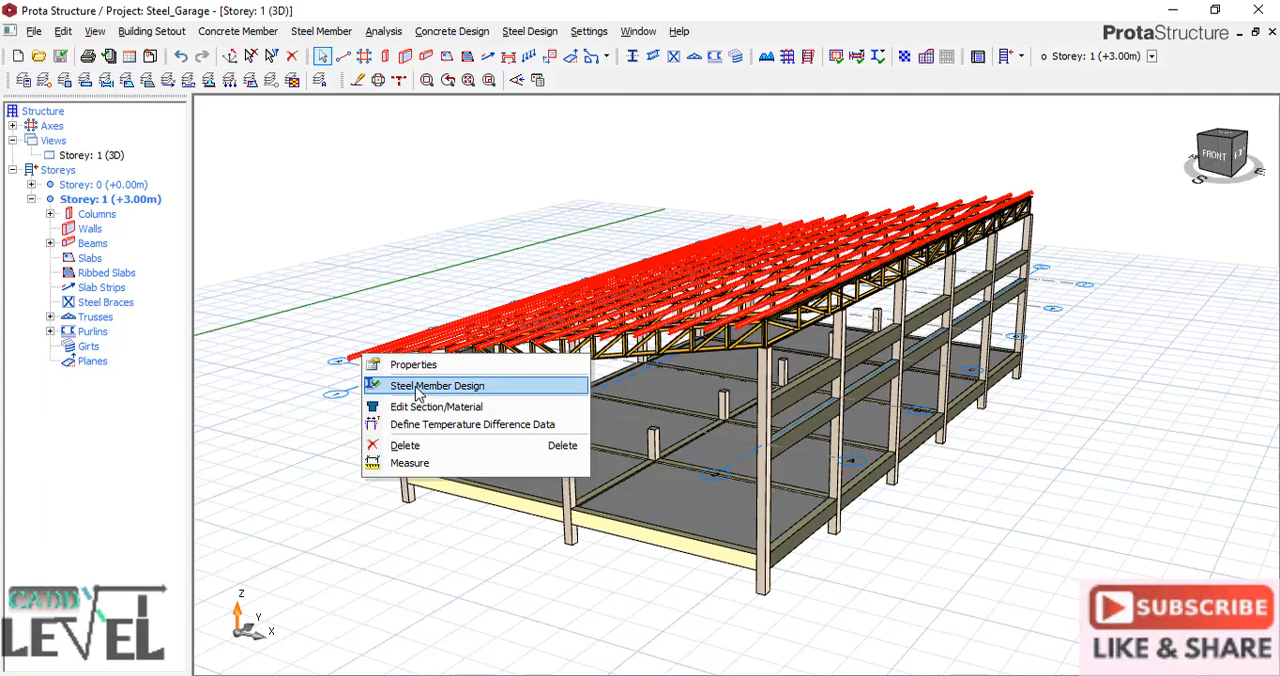 Prota Structure / Project: Steel_Garage - [Storey: 1 (3D)]
File Edit View Building Setout Concrete Member Steel Member Analysis Concrete Design Steel Design Settings Window Help
ProtaStructure
Storey: 1 (+3.00m)
Structure
Axes
Views
Storey: 1 (3D)
Storeys
Storey: 0 (+0.00m)
Storey: 1 (+3.00m)
Columns
Walls
Beams
Slabs
Ribbed Slabs
Slab Strips
Steel Braces
Trusses
Purlins
Girts
Planes
FRONT
S
E
Properties
Steel Member Design
Edit Section/Material
Define Temperature Difference Data
Delete Delete
Measure
Z
Y
X
CADD
LEVEL
SUBSCRIBE
LIKE & SHARE